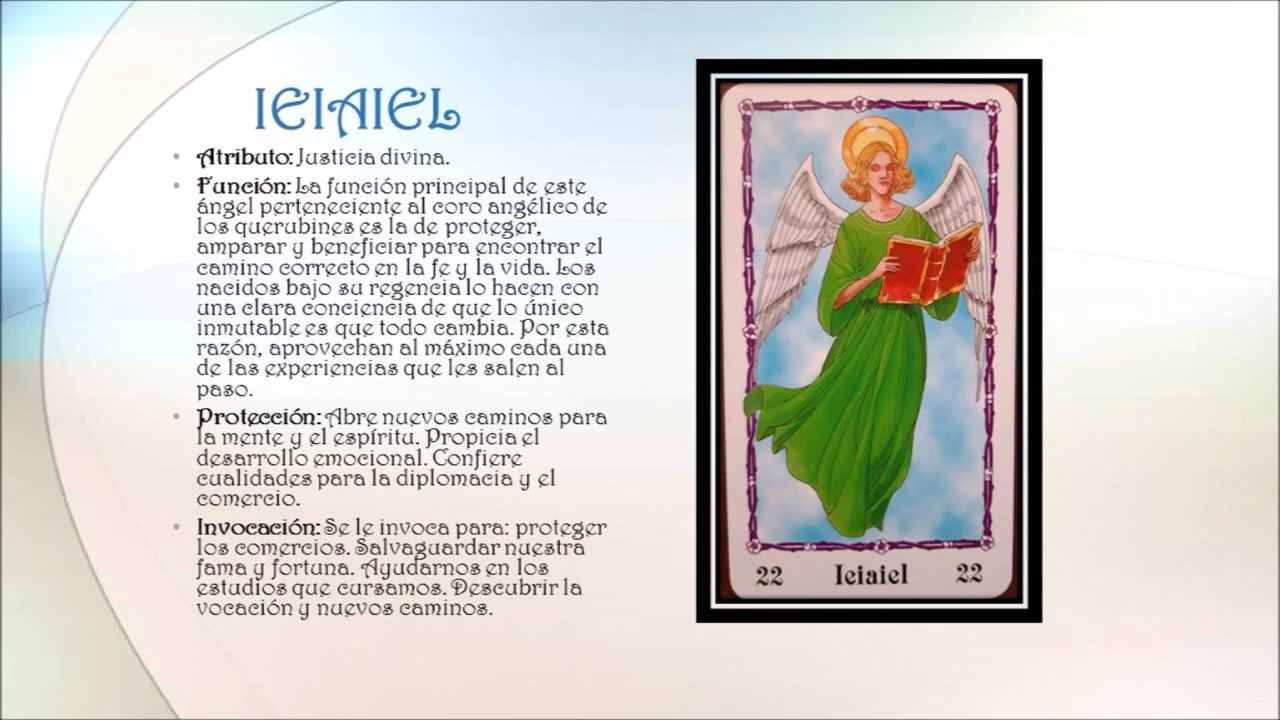 IEIAIEL
• Atributo: Justicia divina.
• Función: La función principal de este
ángel perteneciente al coro angélico de
los querubines es la de proteger,
amparar y beneficiar para encontrar el
camino correcto en la fe y la vida. Los
nacidos bajo su regencia lo hacen con
una clara conciencia de que lo único
inmutable es que todo cambia. Por esta
razón, aprovechan al máximo cada una
de las experiencias que les salen al
paso.
• Protección: Abre nuevos caminos para
la mente y el espíritu. Propicia el
desarrollo emocional. Confiere
cualidades para la diplomacia y el
comercio.
• Invocación: Se le invoca para: proteger
los comercios. Salvaguardar nuestra
fama y fortuna. Ayudarnos en los
estudios que cursamos. Descubrir la
vocación y nuevos caminos.
22 Ieiaiel 22